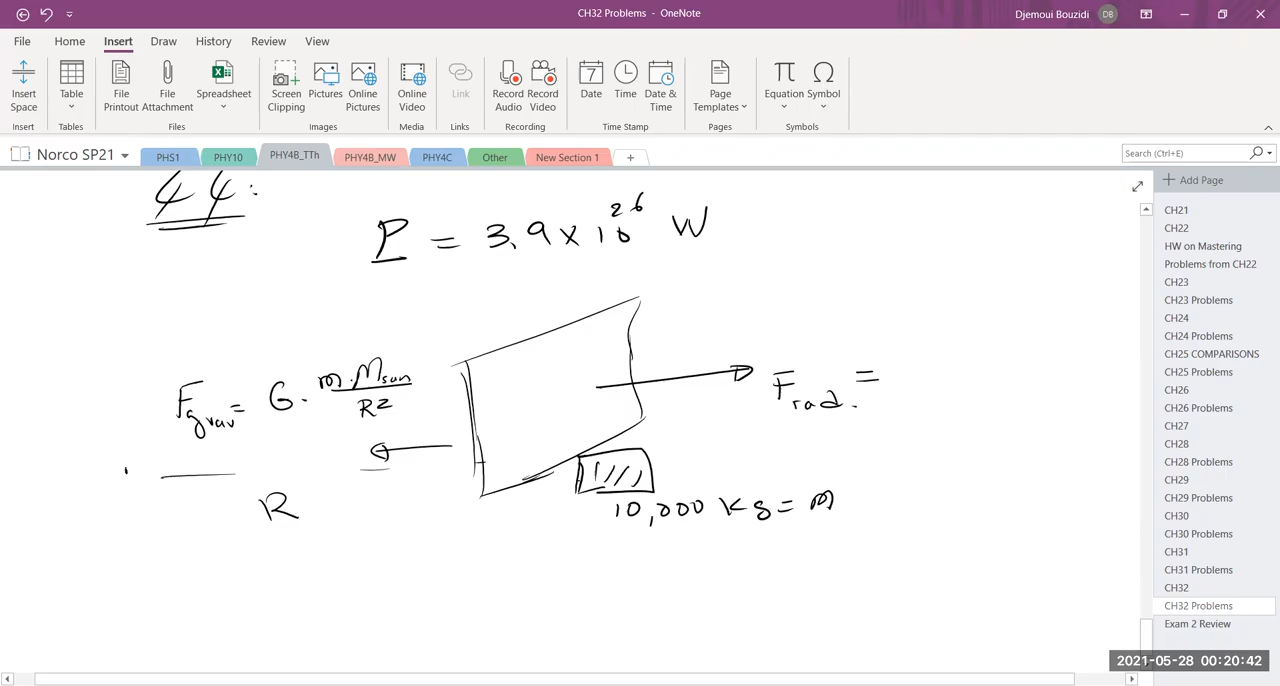 CH32 Problems - OneNote
Djemoui Bouzidi DB
File Home Insert Draw History Review View
Insert Space Table File Printout File Attachment Spreadsheet Screen Clipping Pictures Online Pictures Online Video Link Record Audio Record Video Date Time Date & Time Page Templates Equation Symbol
Insert Tables Files Images Media Links Recording Time Stamp Pages Symbols
Norco SP21 PHS1 PHY10 PHY4B_TTh PHY4B_MW PHY4C Other New Section 1 +
Search (Ctrl+E)
44:
P = 3.9 x 10^26 W
F_grav = G. m.M_sun / R^2
F_rad. =
R
10,000 Kg = m
Add Page
CH21
CH22
HW on Mastering
Problems from CH22
CH23
CH23 Problems
CH24
CH24 Problems
CH25 COMPARISONS
CH25 Problems
CH26
CH26 Problems
CH27
CH28
CH28 Problems
CH29
CH29 Problems
CH30
CH30 Problems
CH31
CH31 Problems
CH32
CH32 Problems
Exam 2 Review
2021-05-28 00:20:42